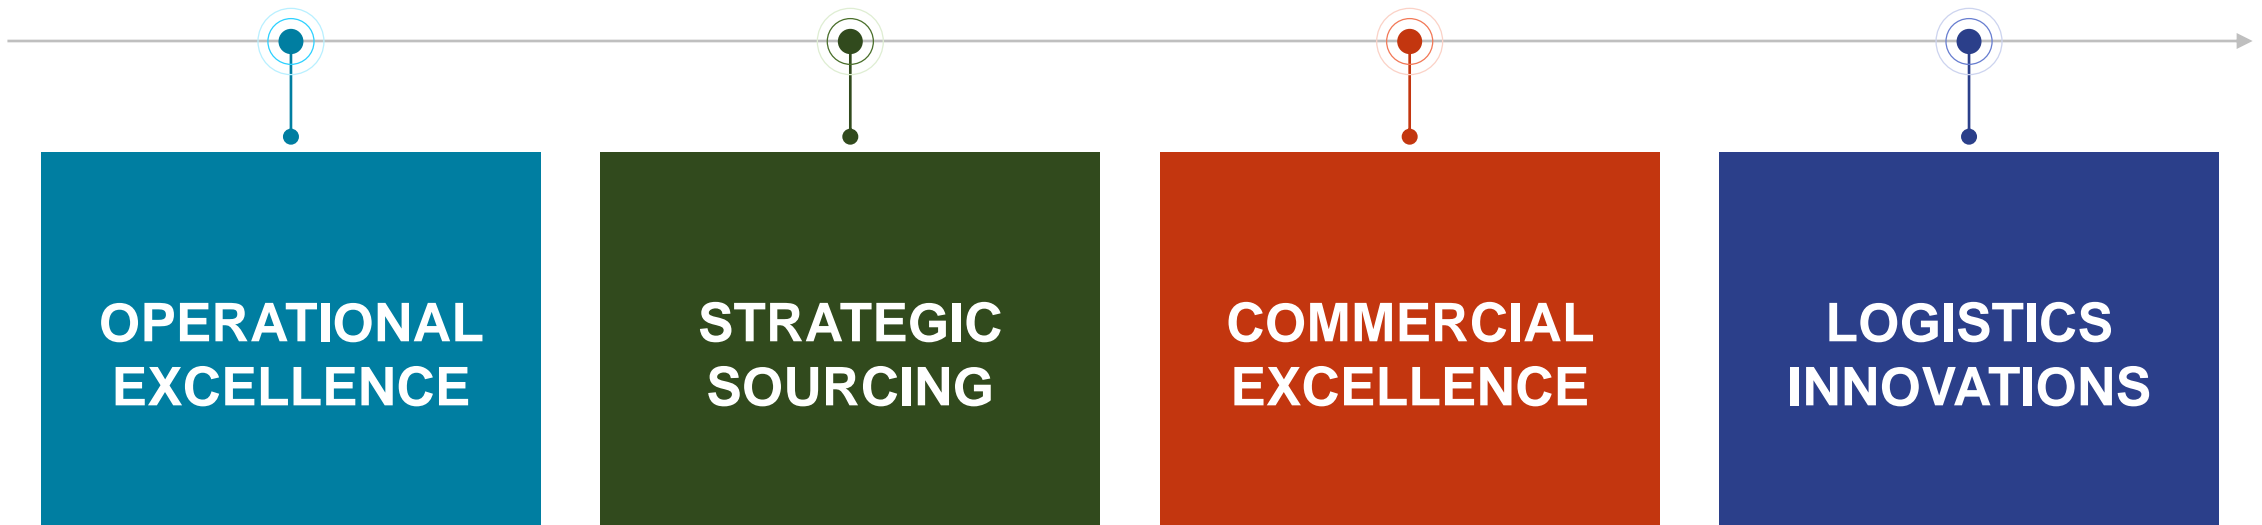 OPERATIONAL
EXCELLENCE
STRATEGIC
SOURCING
COMMERCIAL
EXCELLENCE
LOGISTICS
INNOVATIONS